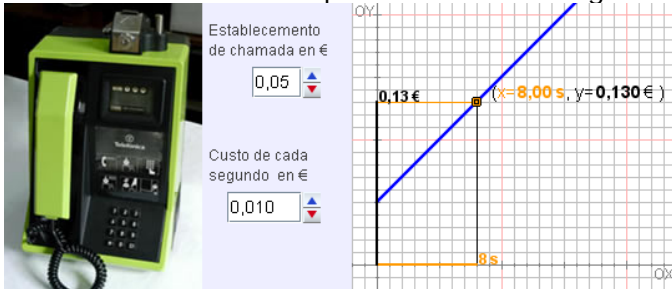 Telefónica
Establecemento
de chamada en €
0,05
Custo de cada
segundo en €
0,010
OY
0,13 €
(x=8,00 s, y=0,130 € )
8 s
OX